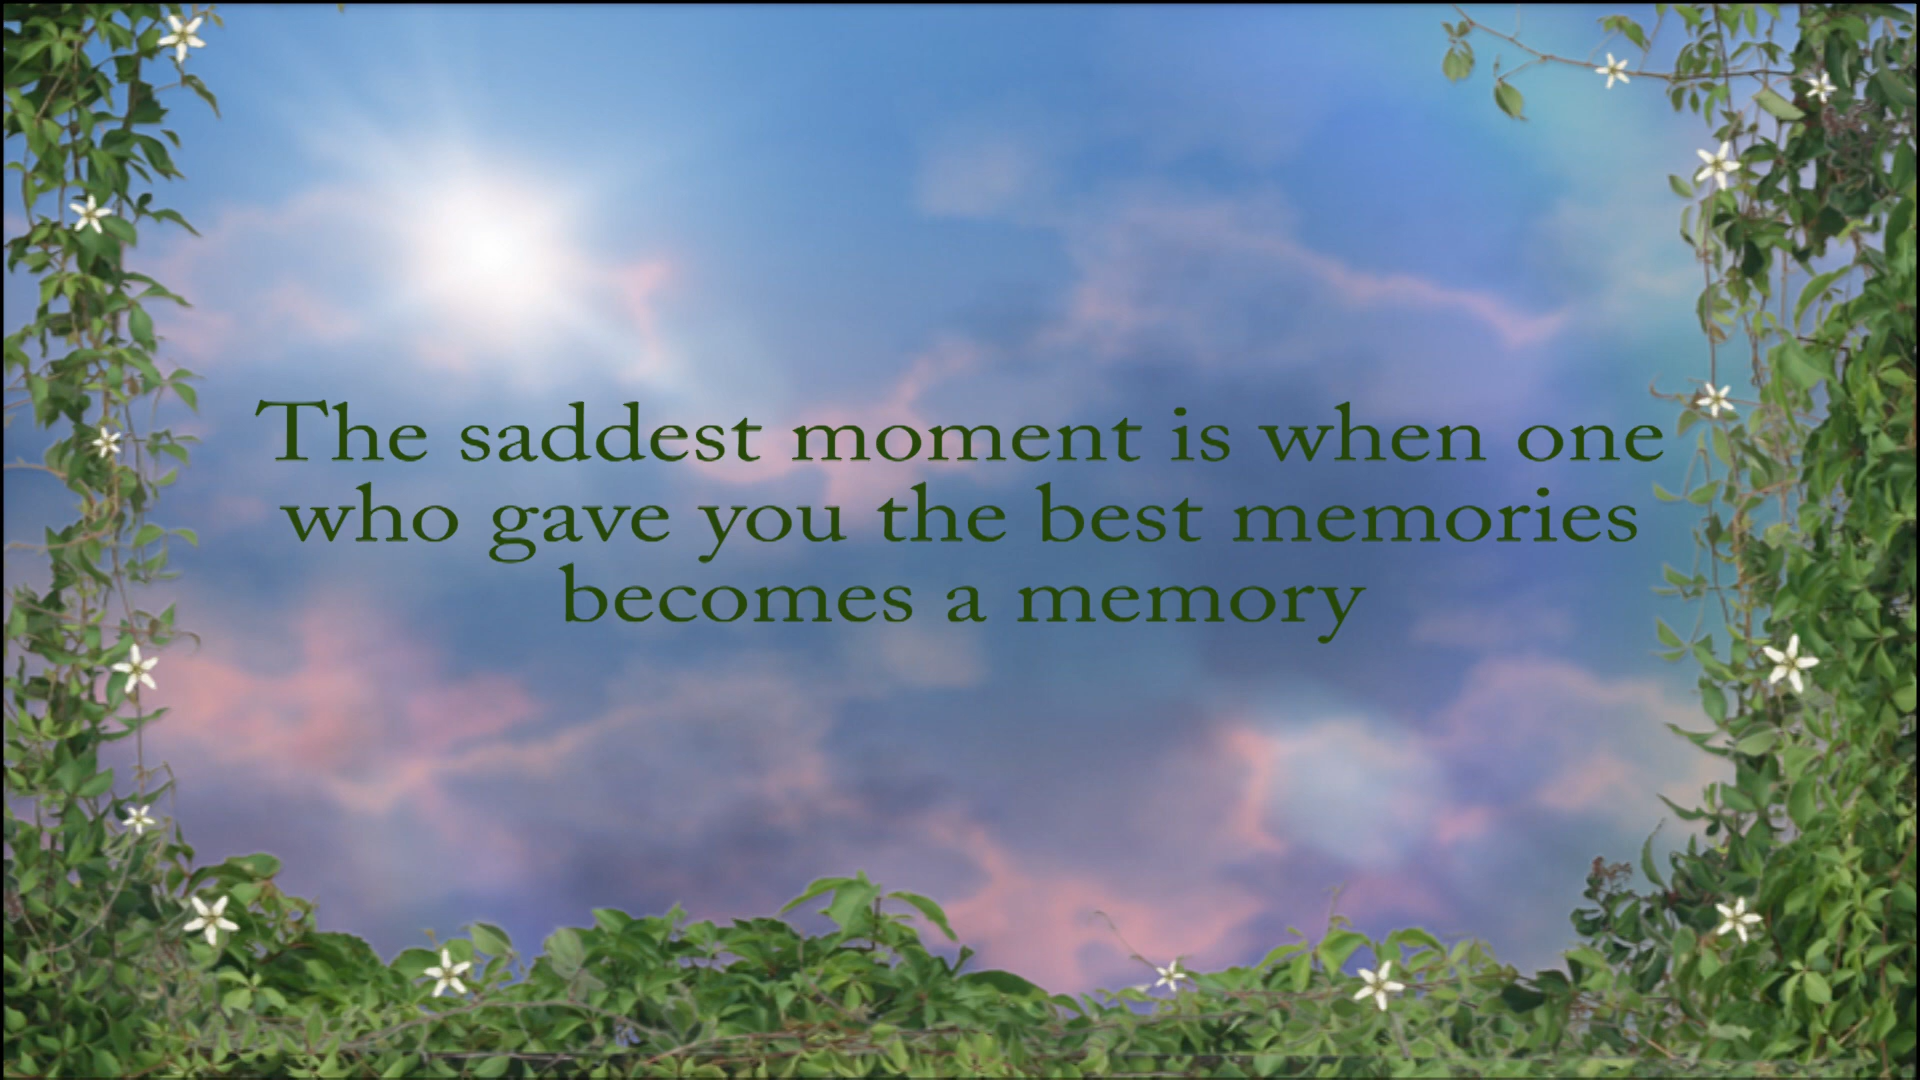 The saddest moment is when one
who gave you the best memories
becomes a memory